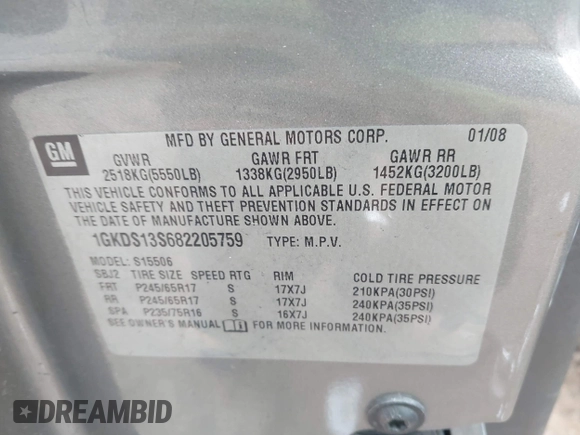 MFD BY GENERAL MOTORS CORP. 01/08
GM
GVWR GAWR FRT GAWR RR
2518KG(5550LB) 1338KG(2950LB) 1452KG(3200LB)
THIS VEHICLE CONFORMS TO ALL APPLICABLE U.S. FEDERAL MOTOR
VEHICLE SAFETY AND THEFT PREVENTION STANDARDS IN EFFECT ON
THE DATE OF MANUFACTURE SHOWN ABOVE.
1GKDS13S682205759 TYPE: M.P.V.
MODEL: S15506
SBJ2 TIRE SIZE SPEED RTG RIM COLD TIRE PRESSURE
FRT P245/65R17 S 17X7J 210KPA(30PSI)
RR P245/65R17 S 17X7J 240KPA(35PSI)
SPA P235/75R16 S 16X7J 240KPA(35PSI)
SEE OWNER'S MANUAL FOR MORE INFORMATION.
DREAMBID